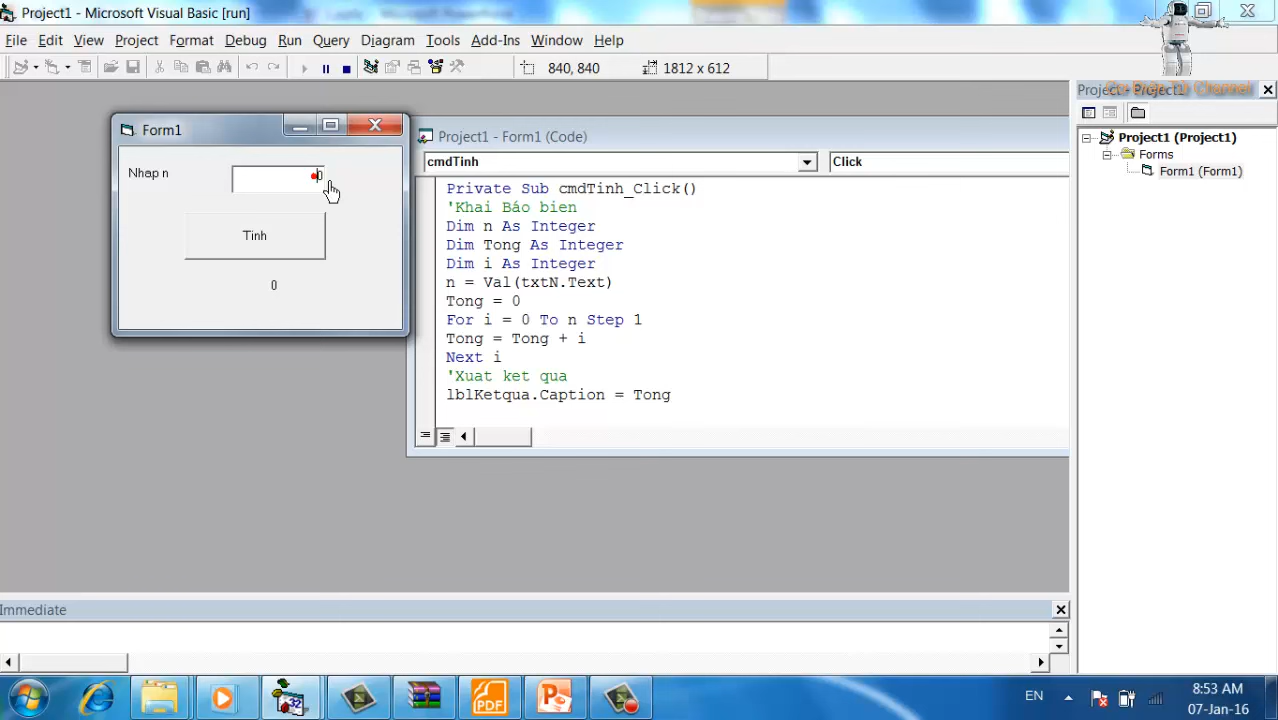 Project1 - Microsoft Visual Basic [run]
File Edit View Project Format Debug Run Query Diagram Tools Add-Ins Window Help
840, 840 1812 x 612
Project - Project1
Form1
Project1 - Form1 (Code)
Project1 (Project1)
cmdTinh Click
Forms
Nhap n
Form1 (Form1)
Private Sub cmdTinh_Click()
'Khai Báo bien
Dim n As Integer
Tinh
Dim Tong As Integer
Dim i As Integer
n = Val(txtN.Text)
0
Tong = 0
For i = 0 To n Step 1
Tong = Tong + i
Next i
'Xuat ket qua
lblKetqua.Caption = Tong
Immediate
32
PDF
EN
8:53 AM
07-Jan-16